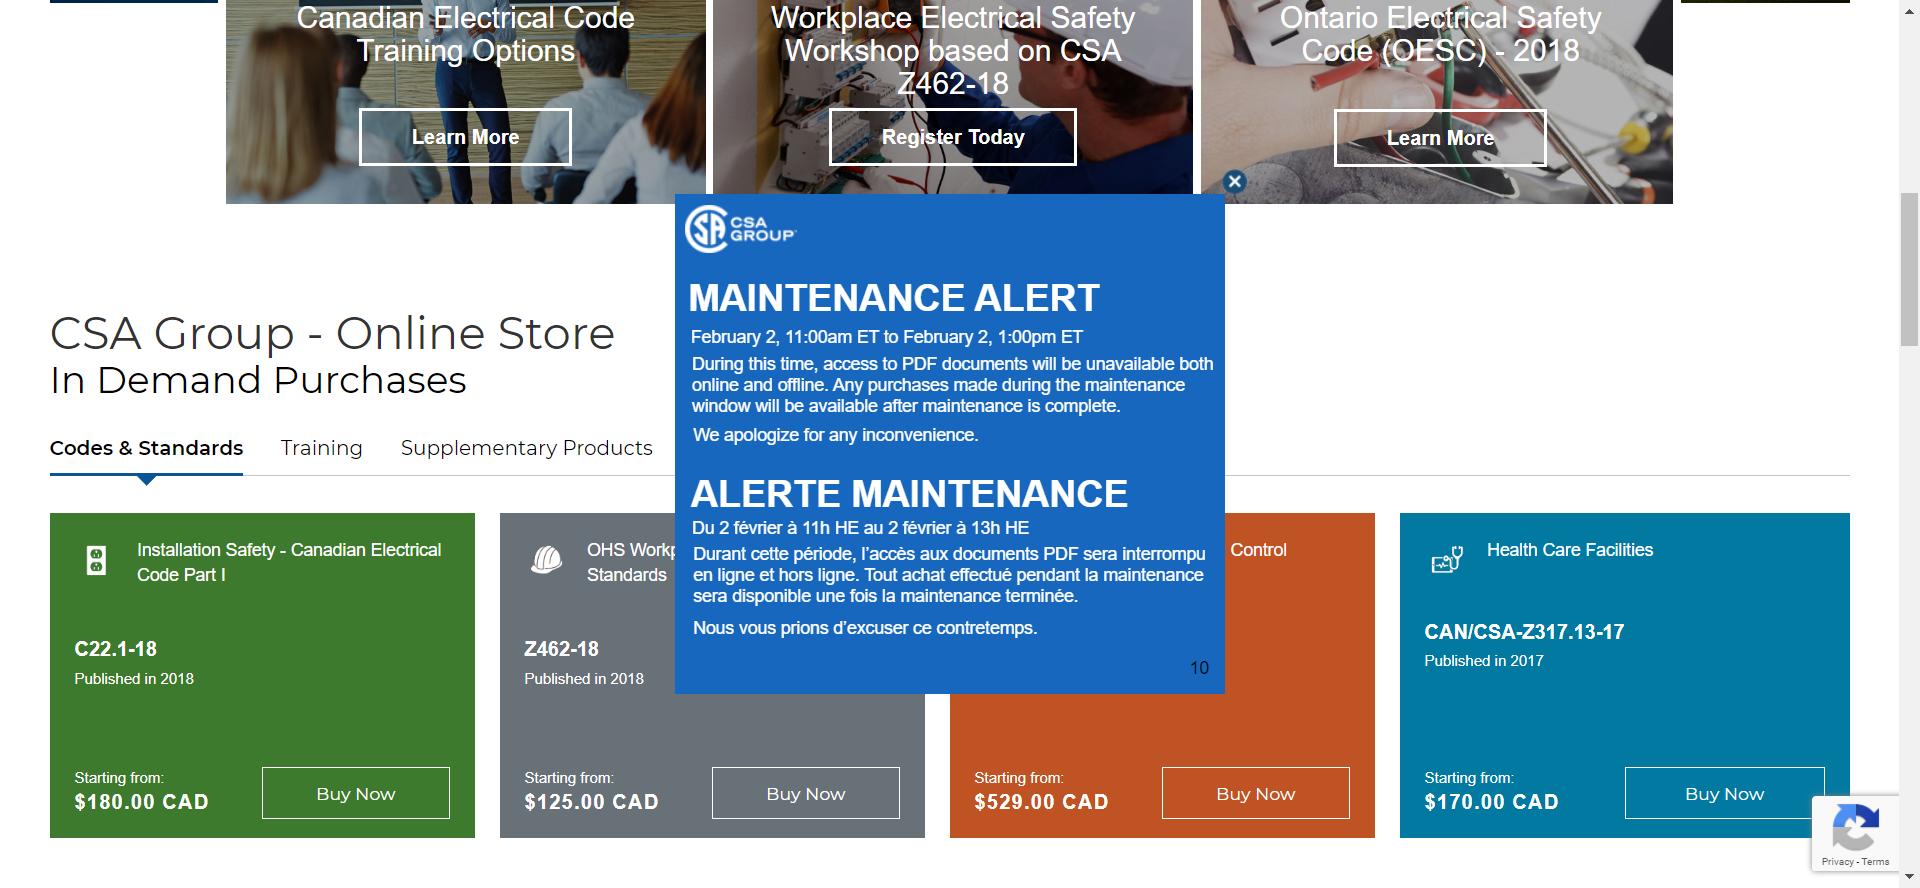 Canadian Electrical Code
Training Options
Learn More
Workplace Electrical Safety
Workshop based on CSA
Z462-18
Register Today
Ontario Electrical Safety
Code (OESC) - 2018
Learn More
CSA
GROUP
MAINTENANCE ALERT
February 2, 11:00am ET to February 2, 1:00pm ET
During this time, access to PDF documents will be unavailable both
online and offline. Any purchases made during the maintenance
window will be available after maintenance is complete.
We apologize for any inconvenience.
ALERTE MAINTENANCE
Du 2 février à 11h HE au 2 février à 13h HE
Durant cette période, l'accès aux documents PDF sera interrompu
en ligne et hors ligne. Tout achat effectué pendant la maintenance
sera disponible une fois la maintenance terminée.
Nous vous prions d'excuser ce contretemps.
10
CSA Group - Online Store
In Demand Purchases
Codes & Standards
Training
Supplementary Products
Installation Safety - Canadian Electrical
Code Part I
C22.1-18
Published in 2018
Starting from:
$180.00 CAD
Buy Now
OHS
Standards
Z462-18
Published in 2018
Starting from:
$125.00 CAD
Buy Now
Control
Starting from:
$529.00 CAD
Buy Now
Health Care Facilities
CAN/CSA-Z317.13-17
Published in 2017
Starting from:
$170.00 CAD
Buy Now
Privacy - Terms